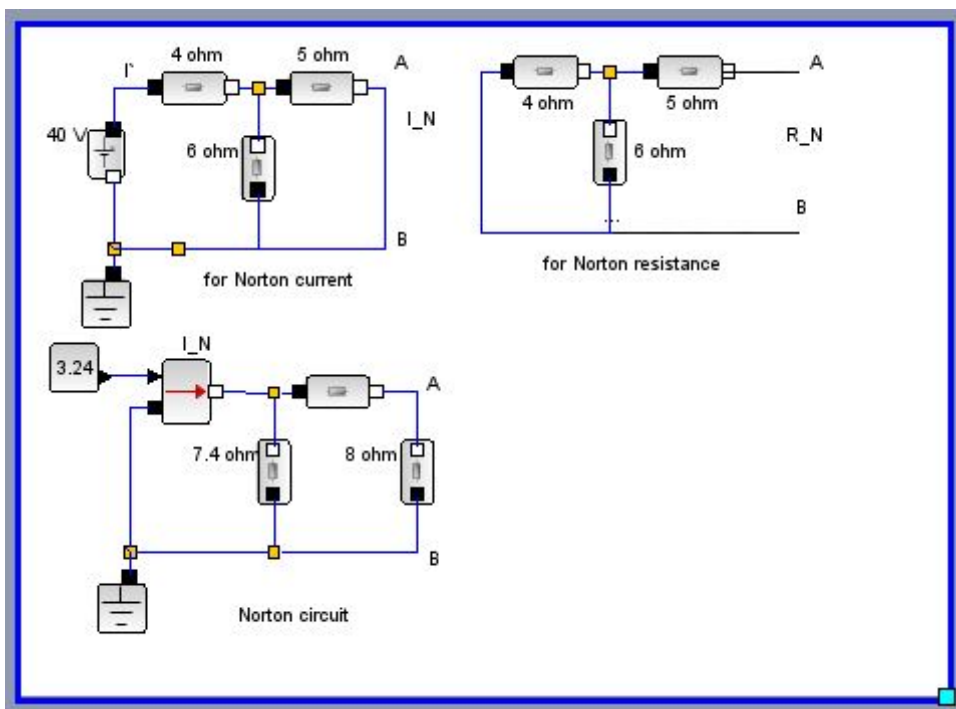 4 ohm
5 ohm
A
I`
40 V
6 ohm
I_N
B
for Norton current
A
4 ohm
5 ohm
R_N
6 ohm
...
B
for Norton resistance
I_N
3.24
A
7.4 ohm
8 ohm
B
Norton circuit